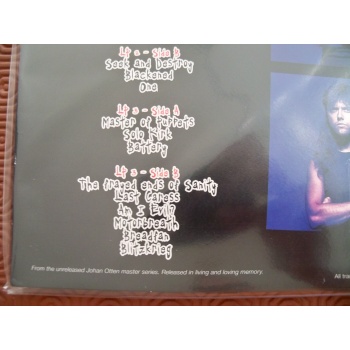 Lp 2 - Side B
Seek and Destroy
Blackened
One
Lp 3 - Side A
Master of Puppets
Solo Kirk
Battery
Lp 3 - Side B
The frayed ends of Sanity
Last Caress
Am I Evil?
Motorbreath
Breadfan
Blitzkrieg
From the unreleased Johan Otten master series. Released in living and loving memory.
All tra